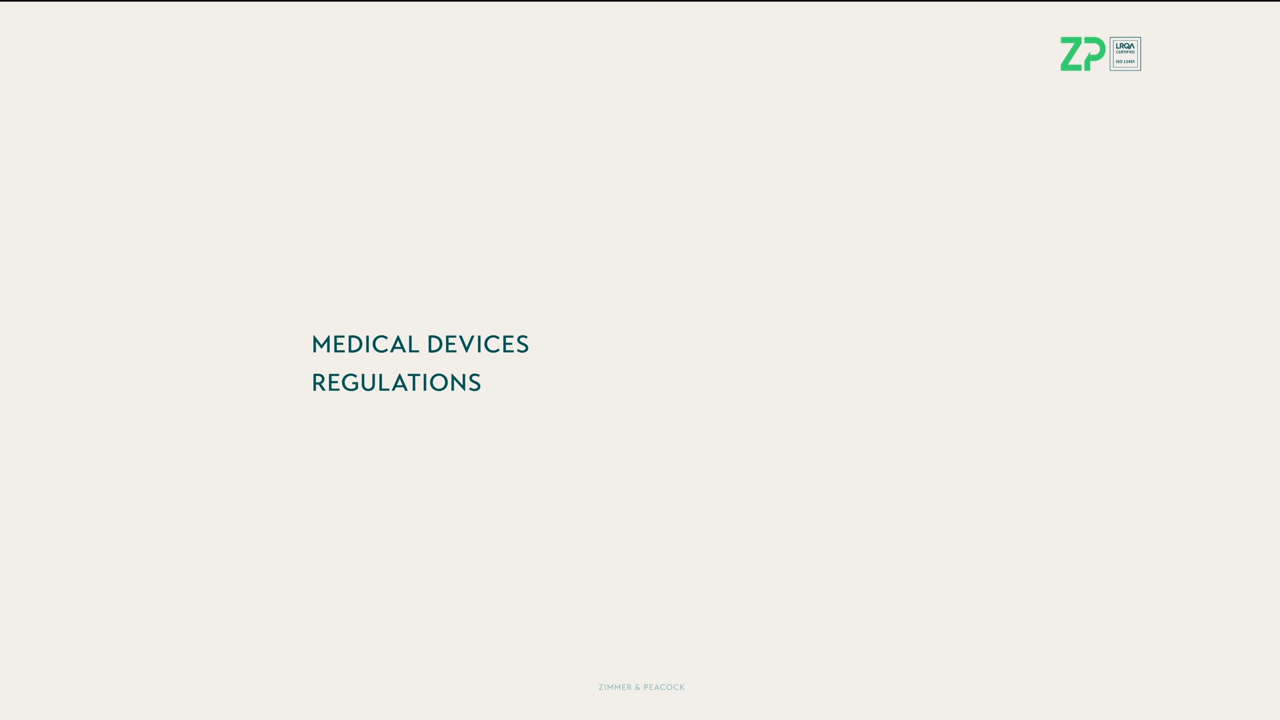 ZP
LRQA
CERTIFIED
ISO 13485
MEDICAL DEVICES
REGULATIONS
ZIMMER & PEACOCK